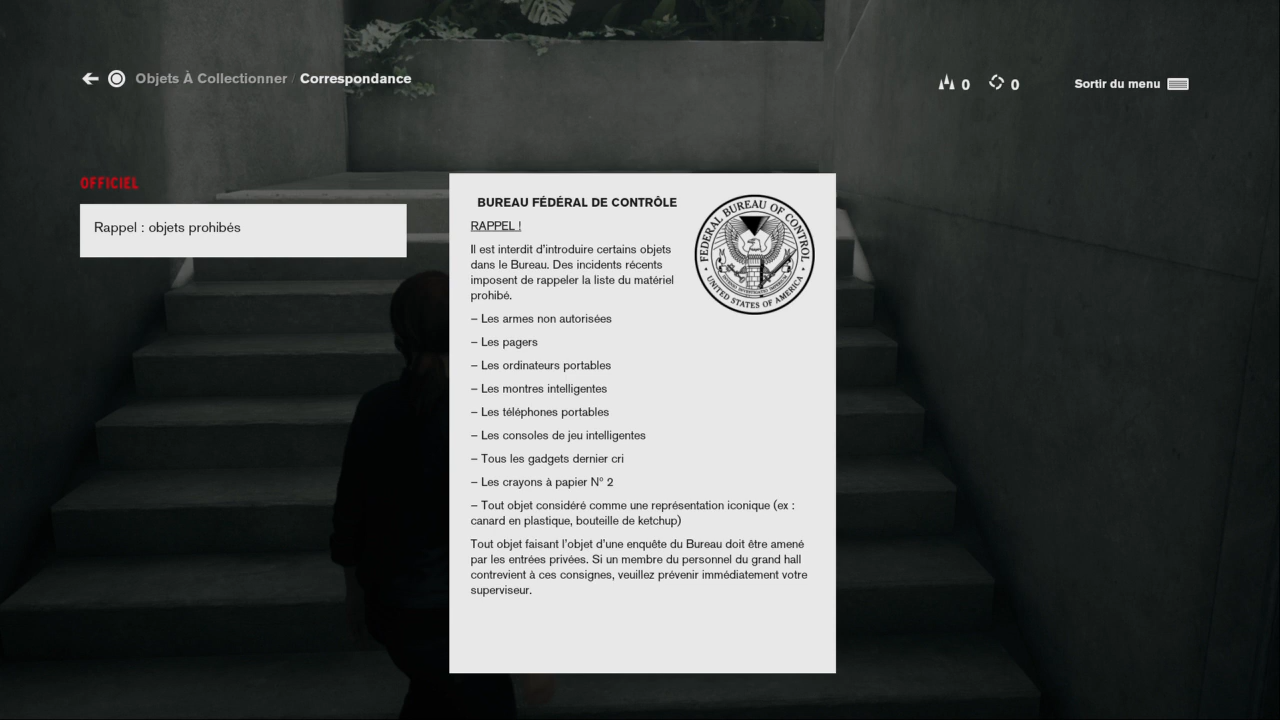 Objets À Collectionner / Correspondance
0
0
Sortir du menu
OFFICIEL
Rappel : objets prohibés
BUREAU FÉDÉRAL DE CONTRÔLE
RAPPEL !
Il est interdit d'introduire certains objets
dans le Bureau. Des incidents récents
imposent de rappeler la liste du matériel
prohibé.
FEDERAL BUREAU OF CONTROL
UNITED STATES OF AMERICA
– Les armes non autorisées
– Les pagers
– Les ordinateurs portables
– Les montres intelligentes
– Les téléphones portables
– Les consoles de jeu intelligentes
– Tous les gadgets dernier cri
– Les crayons à papier N° 2
– Tout objet considéré comme une représentation iconique (ex :
canard en plastique, bouteille de ketchup)
Tout objet faisant l'objet d'une enquête du Bureau doit être amené
par les entrées privées. Si un membre du personnel du grand hall
contrevient à ces consignes, veuillez prévenir immédiatement votre
superviseur.